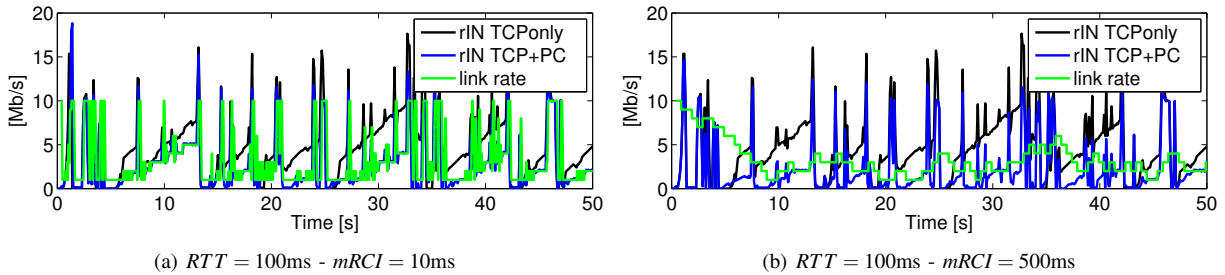 20
15
10
5
0
[Mb/s]
rIN TCPonly
rIN TCP+PC
link rate
0 10 20 30 40 50
Time [s]
(a) RTT = 100ms - mRCI = 10ms
20
15
10
5
0
[Mb/s]
rIN TCPonly
rIN TCP+PC
link rate
0 10 20 30 40 50
Time [s]
(b) RTT = 100ms - mRCI = 500ms